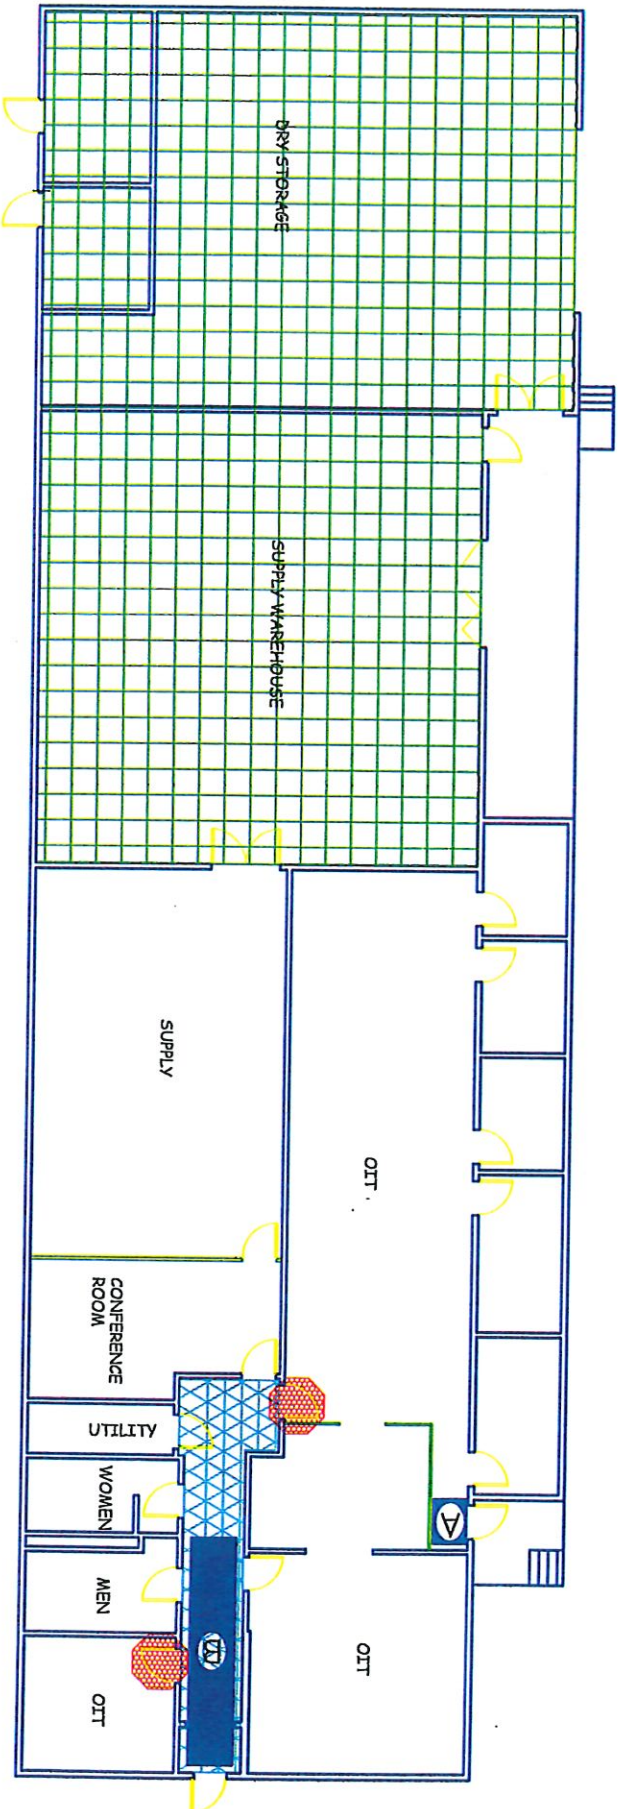 DRY STORAGE
SUPPLY WAREHOUSE
SUPPLY
OIT
CONFERENCE
ROOM
UTILITY
A
WOMEN
MEN
OIT
OIT